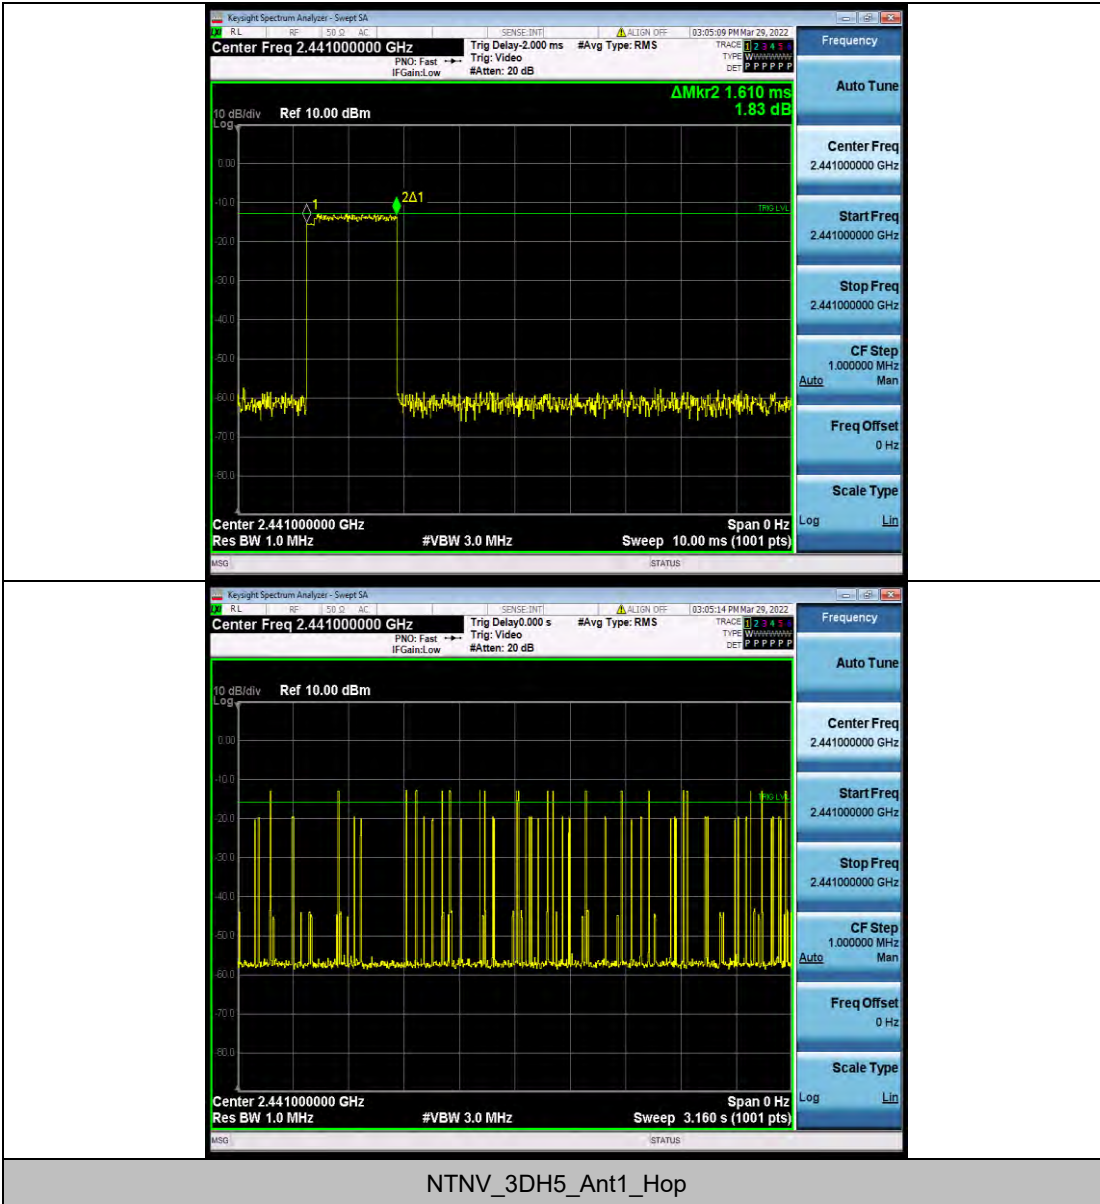 Keysight Spectrum Analyzer - Swept SA
RL RF 50 Ω AC SENSE:INT ALIGN OFF 03:05:09 PM Mar 29, 2022
Center Freq 2.441000000 GHz
PNO: Fast
IFGain:Low
Trig Delay-2.000 ms
Trig: Video
#Atten: 20 dB
#Avg Type: RMS
TRACE 1 2 3 4 5 6
TYPE WWWWWW
DET P P P P P P
ΔMkr2 1.610 ms
1.83 dB
10 dB/div Ref 10.00 dBm
Log
0.00
-10.0
-20.0
-30.0
-40.0
-50.0
-60.0
-70.0
-80.0
1
2Δ1
TRIG LVL
Center 2.441000000 GHz Span 0 Hz
Res BW 1.0 MHz #VBW 3.0 MHz Sweep 10.00 ms (1001 pts)
MSG STATUS
Frequency
Auto Tune
Center Freq
2.441000000 GHz
Start Freq
2.441000000 GHz
Stop Freq
2.441000000 GHz
CF Step
1.000000 MHz
Auto Man
Freq Offset
0 Hz
Scale Type
Log Lin
Keysight Spectrum Analyzer - Swept SA
RL RF 50 Ω AC SENSE:INT ALIGN OFF 03:05:14 PM Mar 29, 2022
Center Freq 2.441000000 GHz
PNO: Fast
IFGain:Low
Trig Delay0.000 s
Trig: Video
#Atten: 20 dB
#Avg Type: RMS
TRACE 1 2 3 4 5 6
TYPE WWWWWW
DET P P P P P P
10 dB/div Ref 10.00 dBm
Log
0.00
-10.0
-20.0
-30.0
-40.0
-50.0
-60.0
-70.0
-80.0
TRIG LVL
Center 2.441000000 GHz Span 0 Hz
Res BW 1.0 MHz #VBW 3.0 MHz Sweep 3.160 s (1001 pts)
MSG STATUS
Frequency
Auto Tune
Center Freq
2.441000000 GHz
Start Freq
2.441000000 GHz
Stop Freq
2.441000000 GHz
CF Step
1.000000 MHz
Auto Man
Freq Offset
0 Hz
Scale Type
Log Lin
NTNV_3DH5_Ant1_Hop